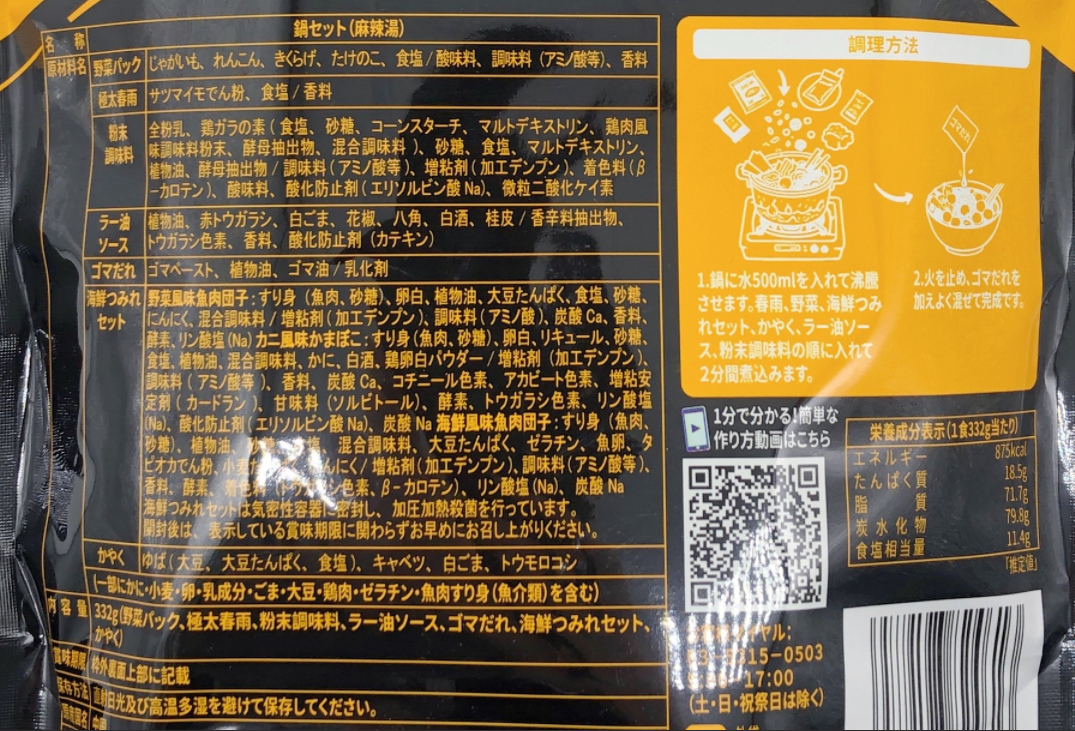 名称 鍋セット(麻辣湯)
原材料名 野菜パック じゃがいも、れんこん、きくらげ、たけのこ、食塩/酸味料、調味料(アミノ酸等)、香料
極太春雨 サツマイモでん粉、食塩/香料
粉末調味料
全粉乳、鶏ガラの素(食塩、砂糖、コーンスターチ、マルトデキストリン、鶏肉風
味調味料粉末、酵母抽出物、混合調味料)、砂糖、食塩、マルトデキストリン、
植物油、酵母抽出物/調味料(アミノ酸等)、増粘剤(加工デンプン)、着色料(β
-カロテン)、酸味料、酸化防止剤(エリソルビン酸Na)、微粒二酸化ケイ素
ラー油ソース
植物油、赤トウガラシ、白ごま、花椒、八角、白酒、桂皮/香辛料抽出物、
トウガラシ色素、香料、酸化防止剤(カテキン)
ゴマだれ ゴマペースト、植物油、ゴマ油/乳化剤
海鮮つみれセット
野菜風味魚肉団子:すり身(魚肉、砂糖)、卵白、植物油、大豆たんぱく、食塩、砂糖、
にんにく、混合調味料/増粘剤(加工デンプン)、調味料(アミノ酸)、炭酸Ca、香料、
酵素、リン酸塩(Na) カニ風味かまぼこ:すり身(魚肉、砂糖)、卵白、リキュール、砂糖、
食塩、植物油、混合調味料、かに、白酒、鶏卵白パウダー/増粘剤(加工デンプン)、
調味料(アミノ酸等)、香料、炭酸Ca、コチニール色素、アカビート色素、増粘安
定剤(カードラン)、甘味料(ソルビトール)、酵素、トウガラシ色素、リン酸塩
(Na)、酸化防止剤(エリソルビン酸Na)、炭酸Na 海鮮風味魚肉団子:すり身(魚肉、
砂糖)、植物油、砂糖、食塩、混合調味料、大豆たんぱく、ゼラチン、魚卵、タ
ピオカでん粉、小麦 んにく/増粘剤(加工デンプン)、調味料(アミノ酸等)、
香料、酵素、着色料(トウガラシ色素、β-カロテン)、リン酸塩(Na)、炭酸Na
海鮮つみれセットは気密性容器に密封し、加圧加熱殺菌を行っています。
開封後は、表示している賞味期限に関わらずお早めにお召し上がりください。
かやく ゆば(大豆、大豆たんぱく、食塩)、キャベツ、白ごま、トウモロコシ
(一部にかに・小麦・卵・乳成分・ごま・大豆・鶏肉・ゼラチン・魚肉すり身(魚介類)を含む)
内容量 332g(野菜パック、極太春雨、粉末調味料、ラー油ソース、ゴマだれ、海鮮つみれセット、
かやく)
賞味期限 枠外裏面上部に記載
保存方法 直射日光及び高温多湿を避けて保存してください。
原産国名 中国
調理方法
ゴマだれ
1.鍋に水500mlを入れて沸騰
させます。春雨、野菜、海鮮つみ
れセット、かやく、ラー油ソー
ス、粉末調味料の順に入れて
2分間煮込みます。
2.火を止め、ゴマだれを
加えよく混ぜて完成です。
1分で分かる!簡単な
作り方動画はこちら
栄養成分表示(1食332g当たり)
エネルギー 875kcal
たんぱく質 18.5g
脂質 71.7g
炭水化物 79.8g
食塩相当量 11.4g
「推定値」
イヤル:
5315-0503
17:00
(土・日・祝祭日は除く)